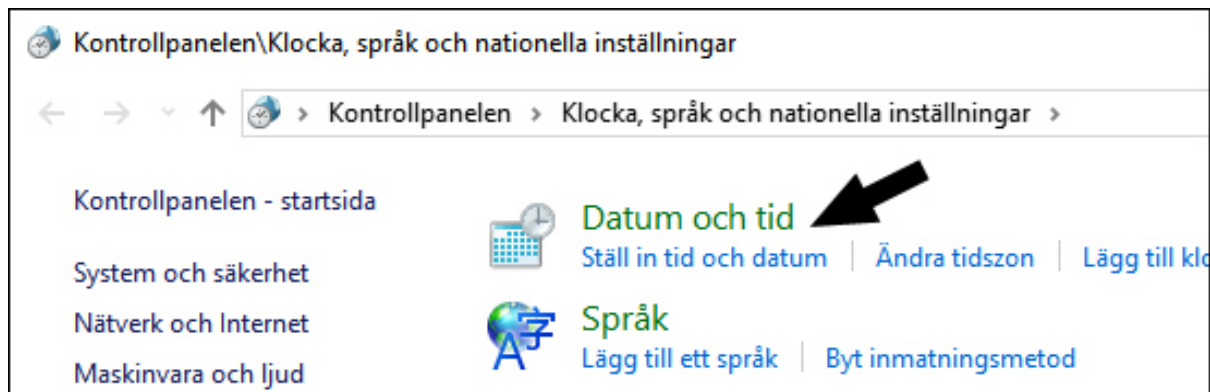 Kontrollpanelen\Klocka, språk och nationella inställningar
Kontrollpanelen > Klocka, språk och nationella inställningar >
Kontrollpanelen - startsida
System och säkerhet
Nätverk och Internet
Maskinvara och ljud
Datum och tid
Ställ in tid och datum | Ändra tidszon | Lägg till
Språk
Lägg till ett språk | Byt inmatningsmetod